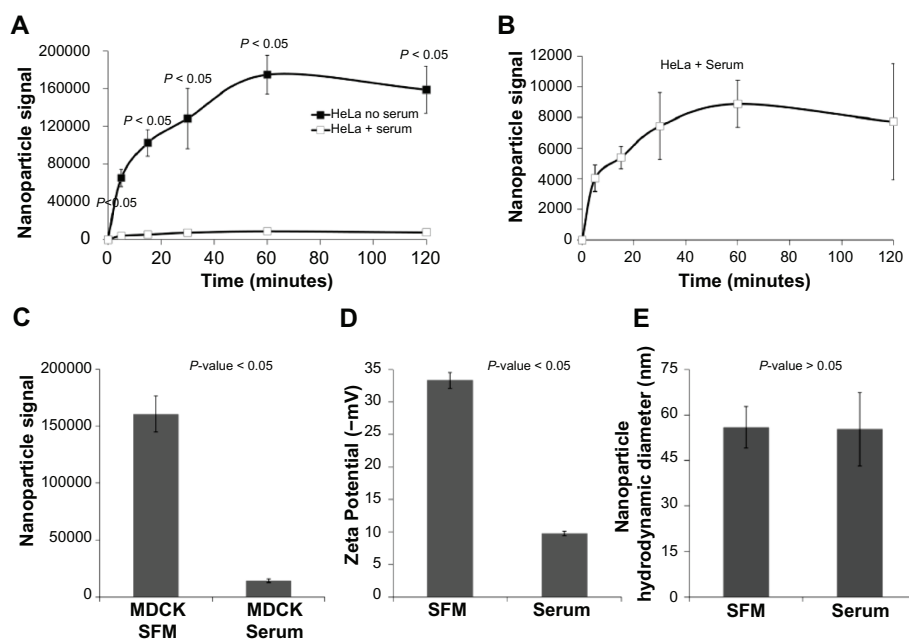 A
Nanoparticle signal
200000
160000
120000
80000
40000
0
P < 0.05
P < 0.05
P < 0.05
P < 0.05
P < 0.05
HeLa no serum
HeLa + serum
0 20 40 60 80 100 120
Time (minutes)
B
Nanoparticle signal
12000
10000
8000
6000
4000
2000
0
HeLa + Serum
0 20 40 60 80 100 120
Time (minutes)
C
Nanoparticle signal
200000
150000
100000
50000
0
P-value < 0.05
MDCK SFM
MDCK Serum
D
Zeta Potential (−mV)
35
30
25
20
15
10
5
0
P-value < 0.05
SFM
Serum
E
Nanoparticle
hydrodynamic diameter (nm)
75
60
45
30
15
0
P-value > 0.05
SFM
Serum